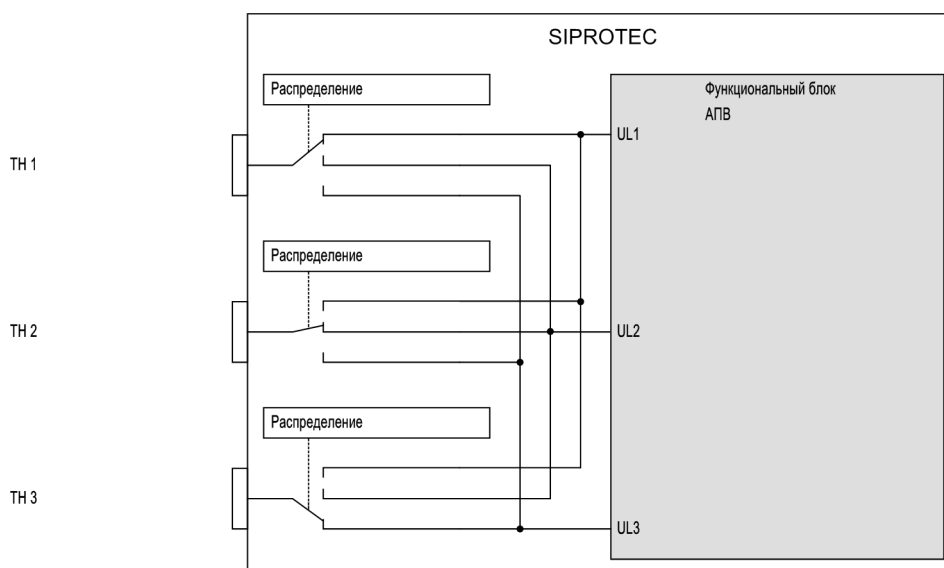 SIPROTEC
Распределение
Функциональный блок
АПВ
UL1
ТН 1
Распределение
UL2
ТН 2
Распределение
ТН 3
UL3